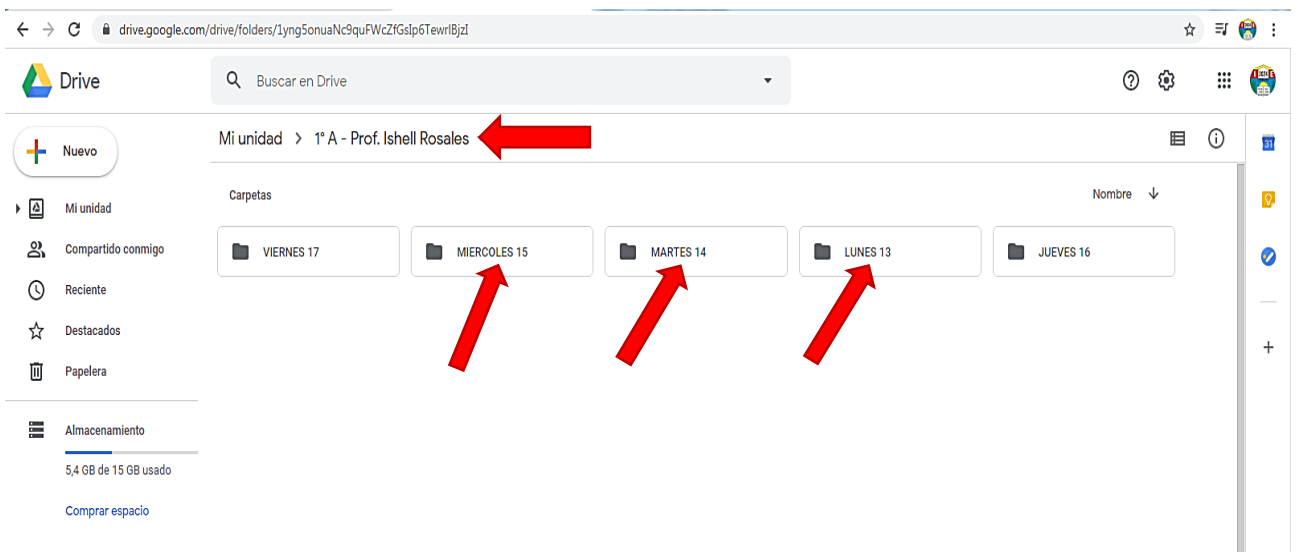 drive.google.com/drive/folders/1yng5onuaNc9quFWcZfGsIp6TewrlBjzI
Drive
Buscar en Drive
Nuevo
Mi unidad > 1° A - Prof. Ishell Rosales
31
Carpetas
Nombre
Mi unidad
Compartido conmigo
Reciente
Destacados
Papelera
VIERNES 17
MIERCOLES 15
MARTES 14
LUNES 13
JUEVES 16
Almacenamiento
5,4 GB de 15 GB usado
Comprar espacio